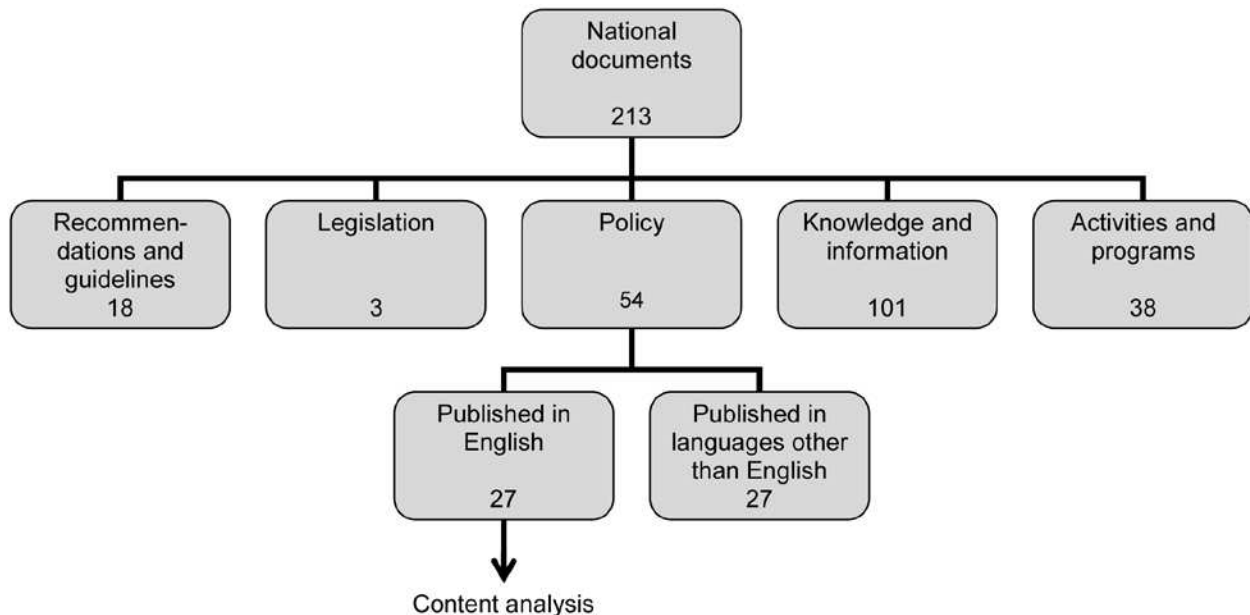 National
documents
213
Recommen-
dations and
guidelines
18
Legislation
3
Policy
54
Knowledge and
information
101
Activities and
programs
38
Published in
English
27
Published in
languages other
than English
27
Content analysis